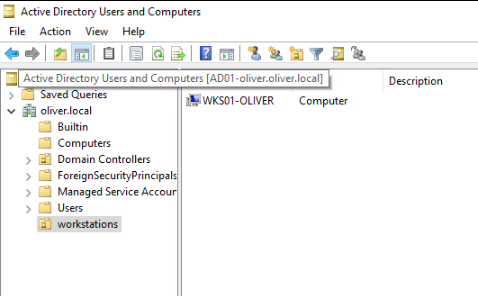 Active Directory Users and Computers
File Action View Help
Active Directory Users and Computers [AD01-oliver.oliver.local]
Description
Saved Queries
WKS01-OLIVER Computer
oliver.local
Builtin
Computers
Domain Controllers
ForeignSecurityPrincipals
Managed Service Accour
Users
workstations